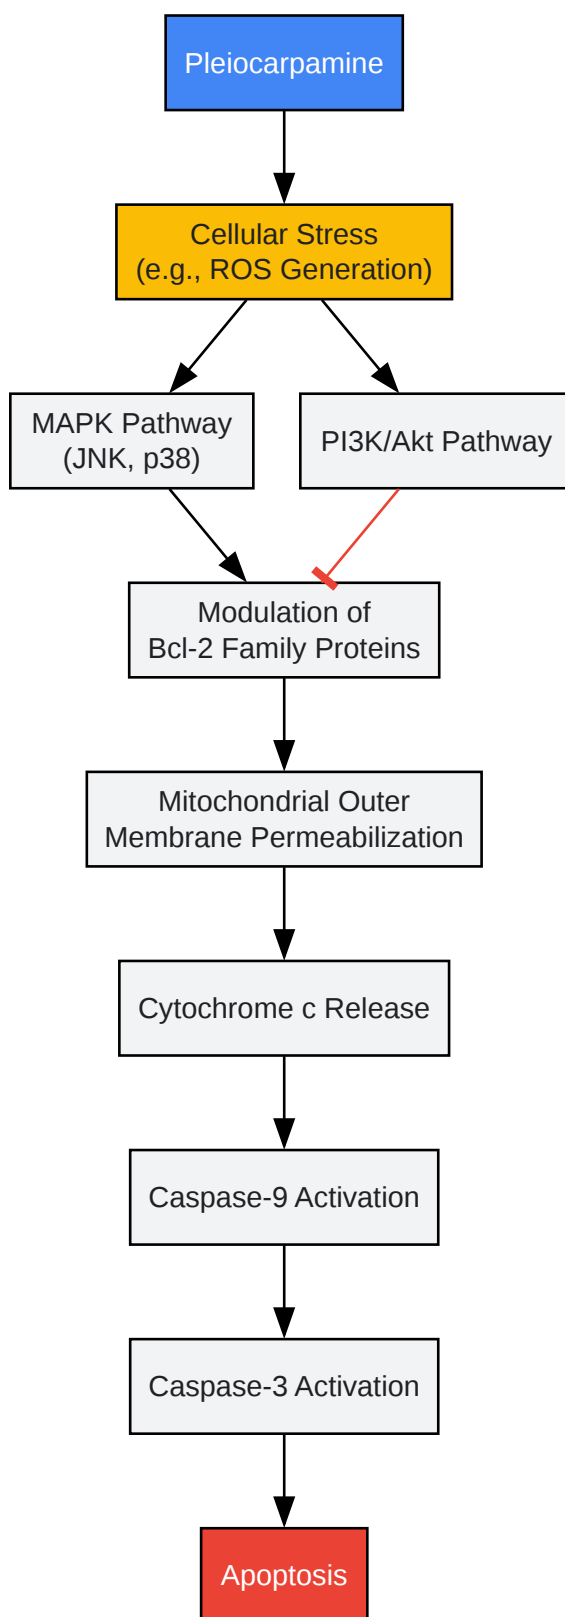 Pleiocarpamine
Cellular Stress
(e.g., ROS Generation)
MAPK Pathway
(JNK, p38)
PI3K/Akt Pathway
Modulation of
Bcl-2 Family Proteins
Mitochondrial Outer
Membrane Permeabilization
Cytochrome c Release
Caspase-9 Activation
Caspase-3 Activation
Apoptosis